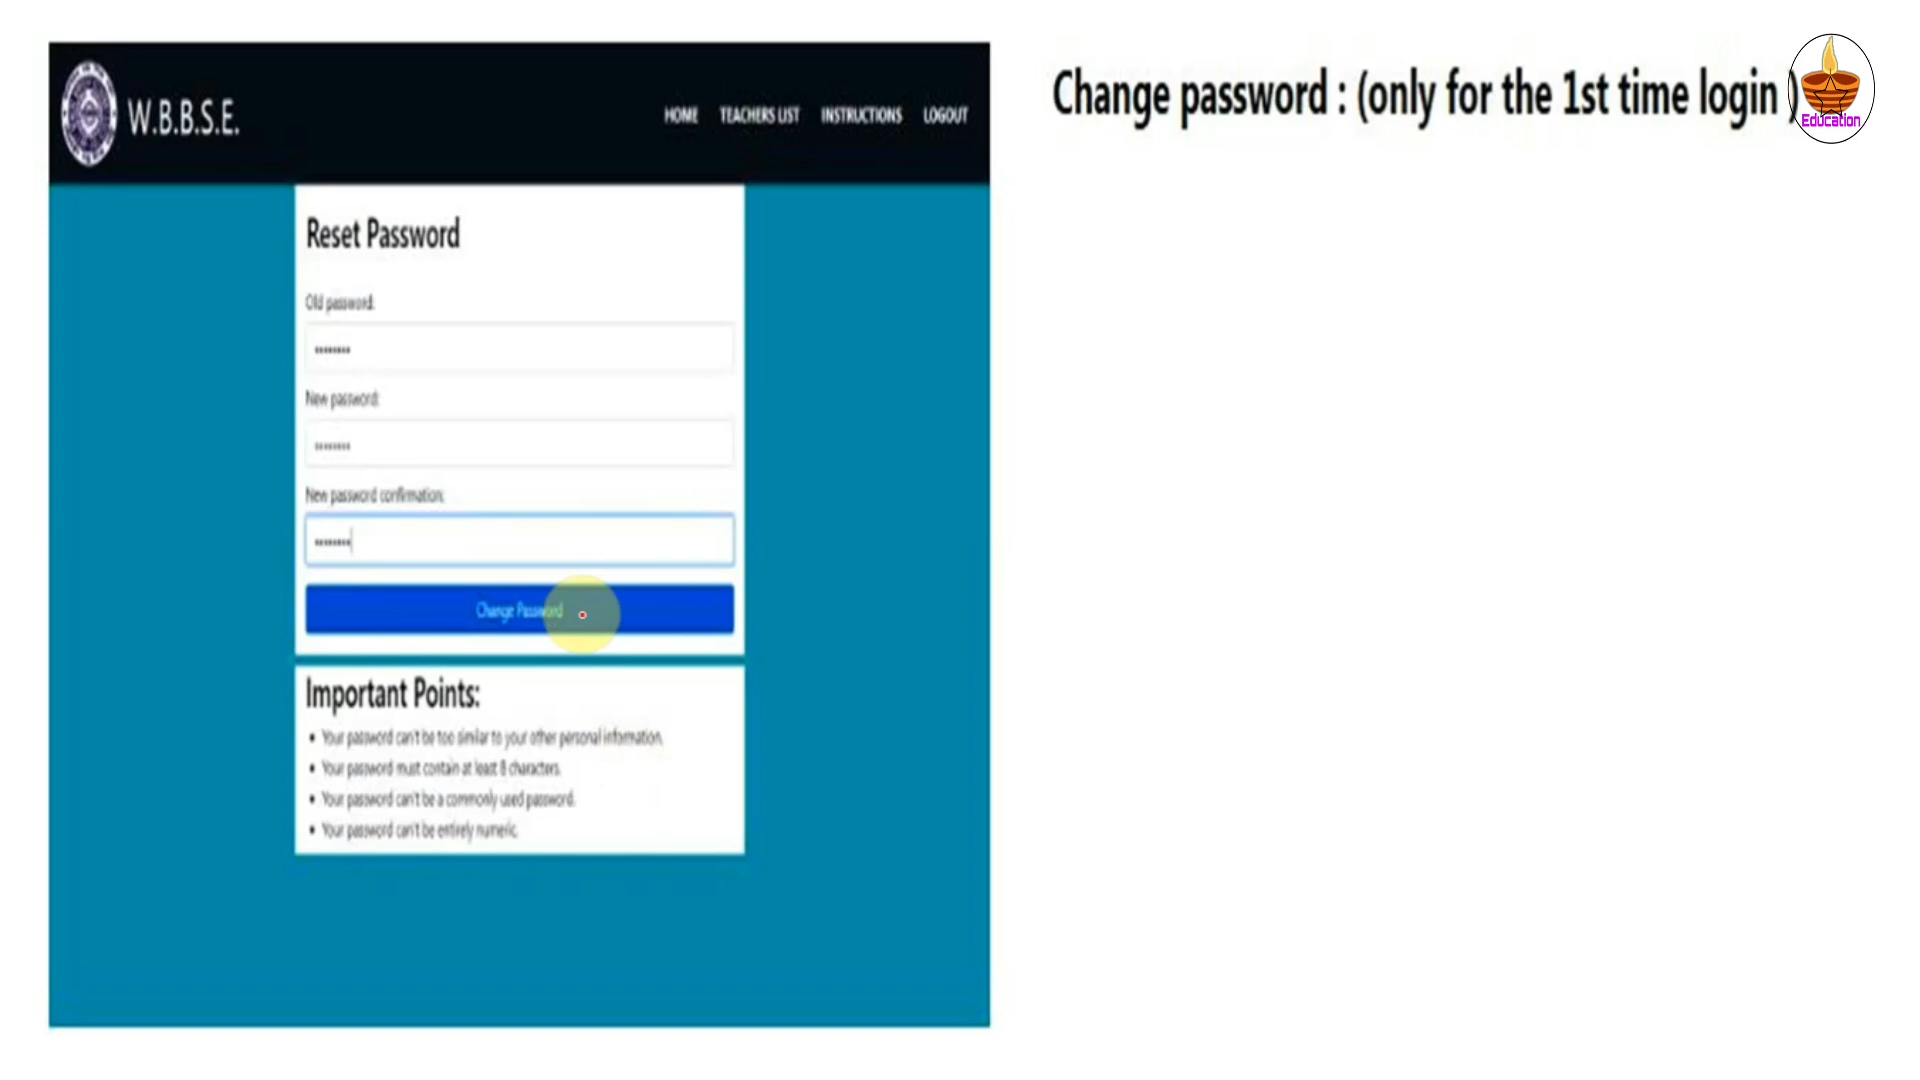 W.B.B.S.E.
HOME TEACHERS LIST INSTRUCTIONS LOGOUT
Change password : (only for the 1st time login )
Education
Reset Password
Old password:
New password:
New password confirmation:
Change Password
Important Points:
• Your password can't be too similar to your other personal information.
• Your password must contain at least 8 characters.
• Your password can't be a commonly used password.
• Your password can't be entirely numeric.